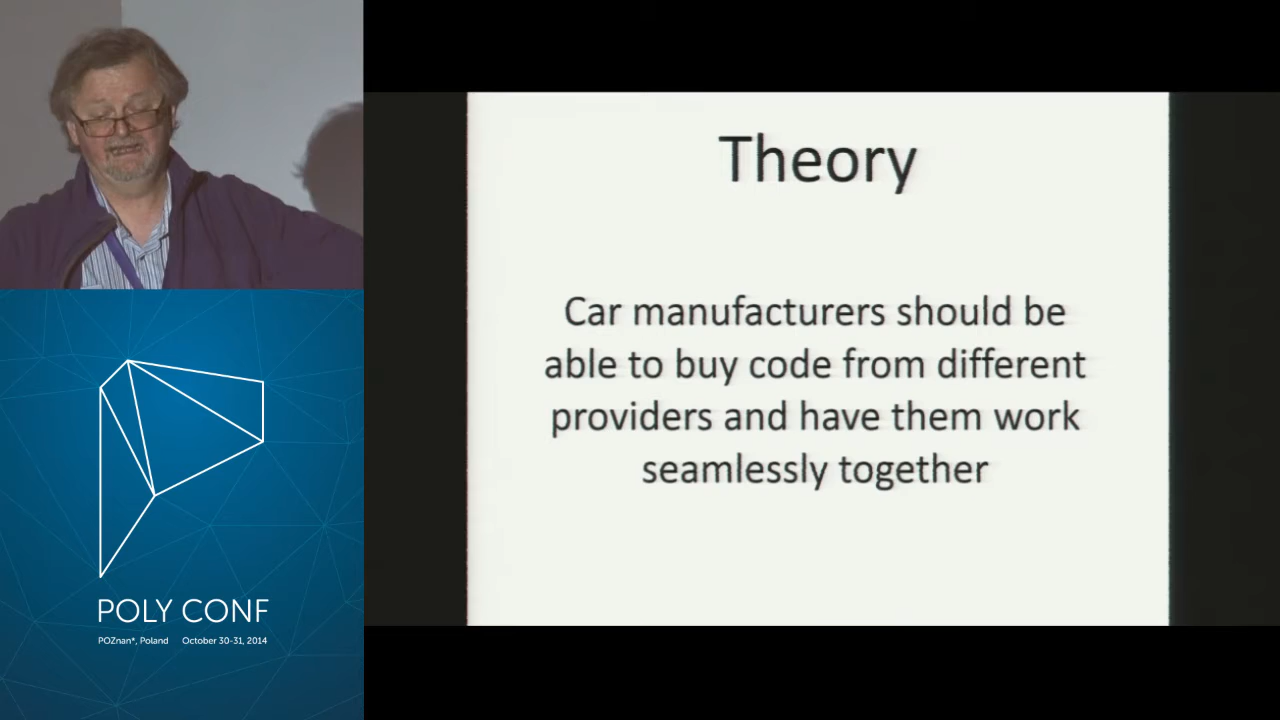 Theory
Car manufacturers should be
able to buy code from different
providers and have them work
seamlessly together
POLY CONF
POZnan*, Poland October 30-31, 2014